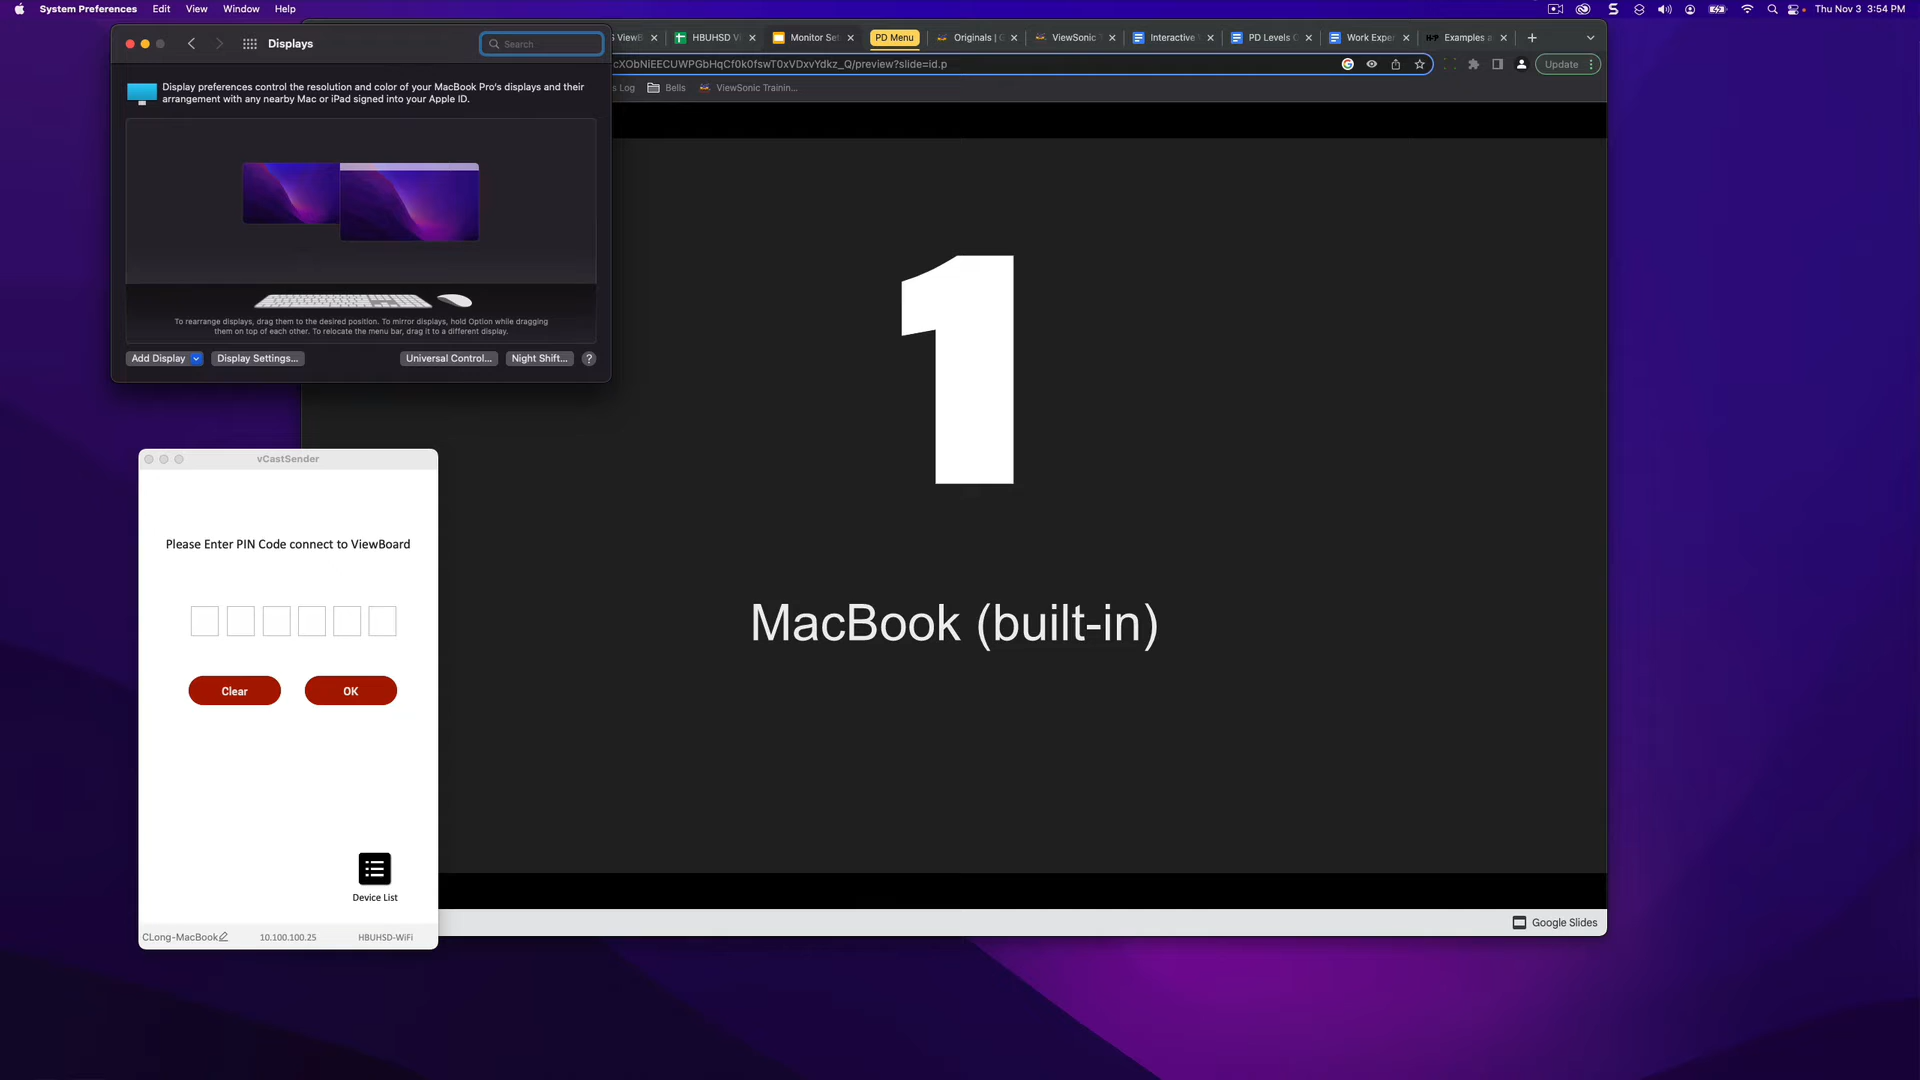 System Preferences Edit View Window Help Thu Nov 3 3:54 PM
Displays Search
ViewB HBUHSD Vi Monitor Set PD Menu Originals | G ViewSonic Interactive PD Levels C Work Exper Examples a
cXObNiEECUWPGbHqCf0k0fswT0xVDxvYdkz_Q/preview?slide=id.p Update
s Log Bells ViewSonic Trainin...
Display preferences control the resolution and color of your MacBook Pro's displays and their
arrangement with any nearby Mac or iPad signed into your Apple ID.
To rearrange displays, drag them to the desired position. To mirror displays, hold Option while dragging
them on top of each other. To relocate the menu bar, drag it to a different display.
Add Display Display Settings... Universal Control... Night Shift... ?
1
MacBook (built-in)
vCastSender
Please Enter PIN Code connect to ViewBoard
Clear OK
Device List
CLong-MacBook 10.100.100.25 HBUHSD-WiFi
Google Slides